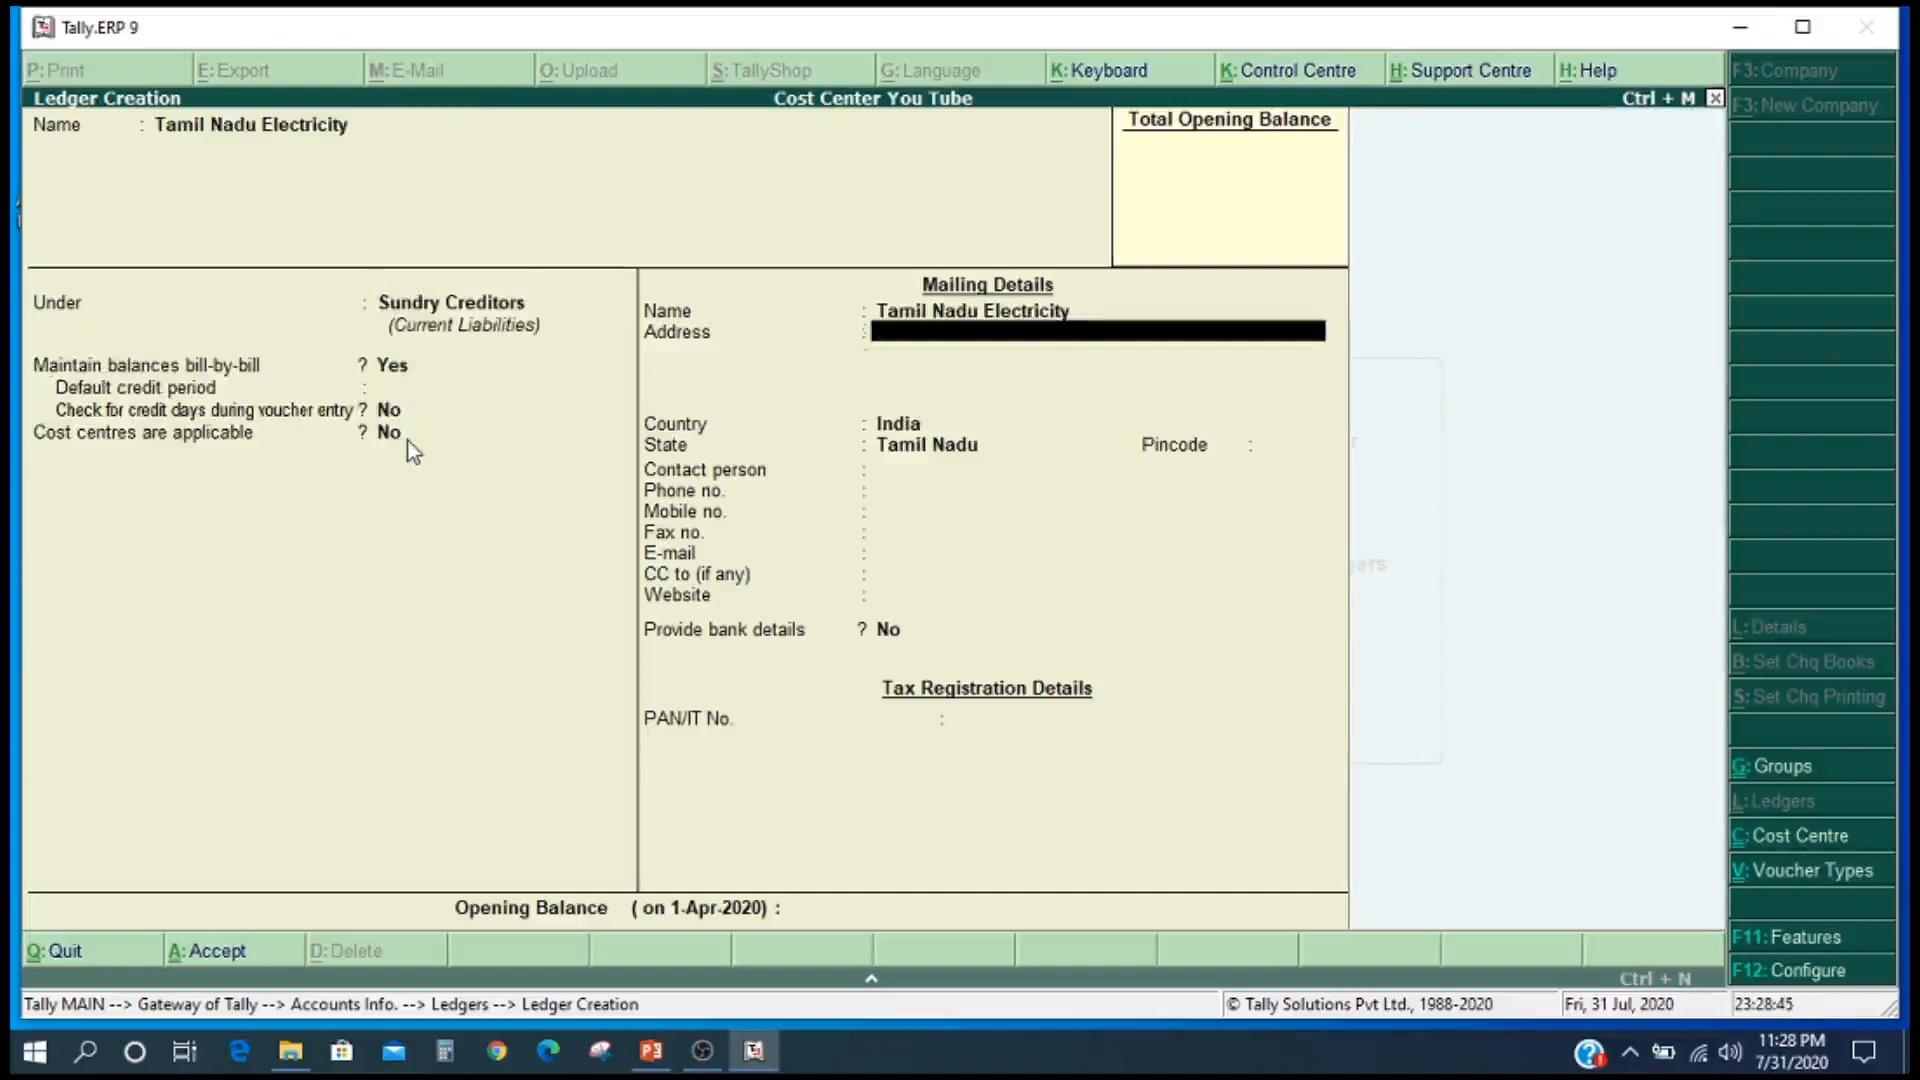 Tally.ERP 9
P: Print E: Export M: E-Mail O: Upload S: TallyShop G: Language K: Keyboard K: Control Centre H: Support Centre H: Help F3: Company
Ledger Creation Cost Center You Tube Ctrl + M
F3: New Company
Name : Tamil Nadu Electricity
Total Opening Balance
Under : Sundry Creditors
(Current Liabilities)
Maintain balances bill-by-bill ? Yes
Default credit period :
Check for credit days during voucher entry ? No
Cost centres are applicable ? No
Mailing Details
Name : Tamil Nadu Electricity
Address :
Country : India
State : Tamil Nadu Pincode :
Contact person :
Phone no. :
Mobile no. :
Fax no. :
E-mail :
CC to (if any) :
Website :
Provide bank details ? No
Tax Registration Details
PAN/IT No. :
Opening Balance ( on 1-Apr-2020) :
L: Details
B: Set Chq Books
S: Set Chq Printing
G: Groups
L: Ledgers
C: Cost Centre
V: Voucher Types
F11: Features
F12: Configure
Q: Quit A: Accept D: Delete
Ctrl + N
Tally MAIN --> Gateway of Tally --> Accounts Info. --> Ledgers --> Ledger Creation © Tally Solutions Pvt Ltd., 1988-2020 Fri, 31 Jul, 2020 23:28:45
11:28 PM
7/31/2020